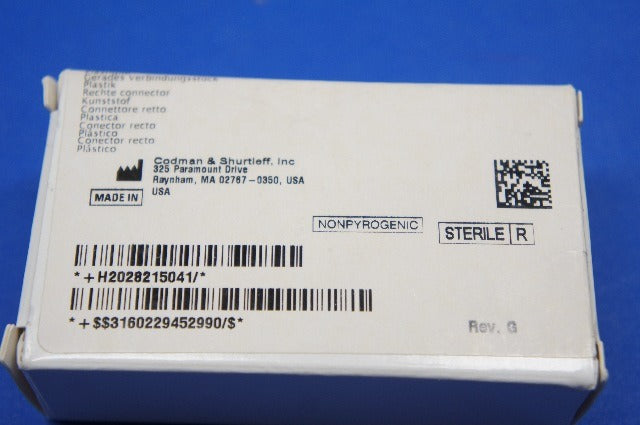 Gerades Verbindungsstück
Plastik
Rechte connector
Kunststof
Connettore retto
Plastica
Conector recto
Plástico
Conector recto
Plástico
Codman & Shurtleff, Inc
325 Paramount Drive
Raynham, MA 02767-0350, USA
MADE IN USA
NONPYROGENIC
STERILE R
*+H2028215041/*
*+$$3160229452990/$*
Rev. G